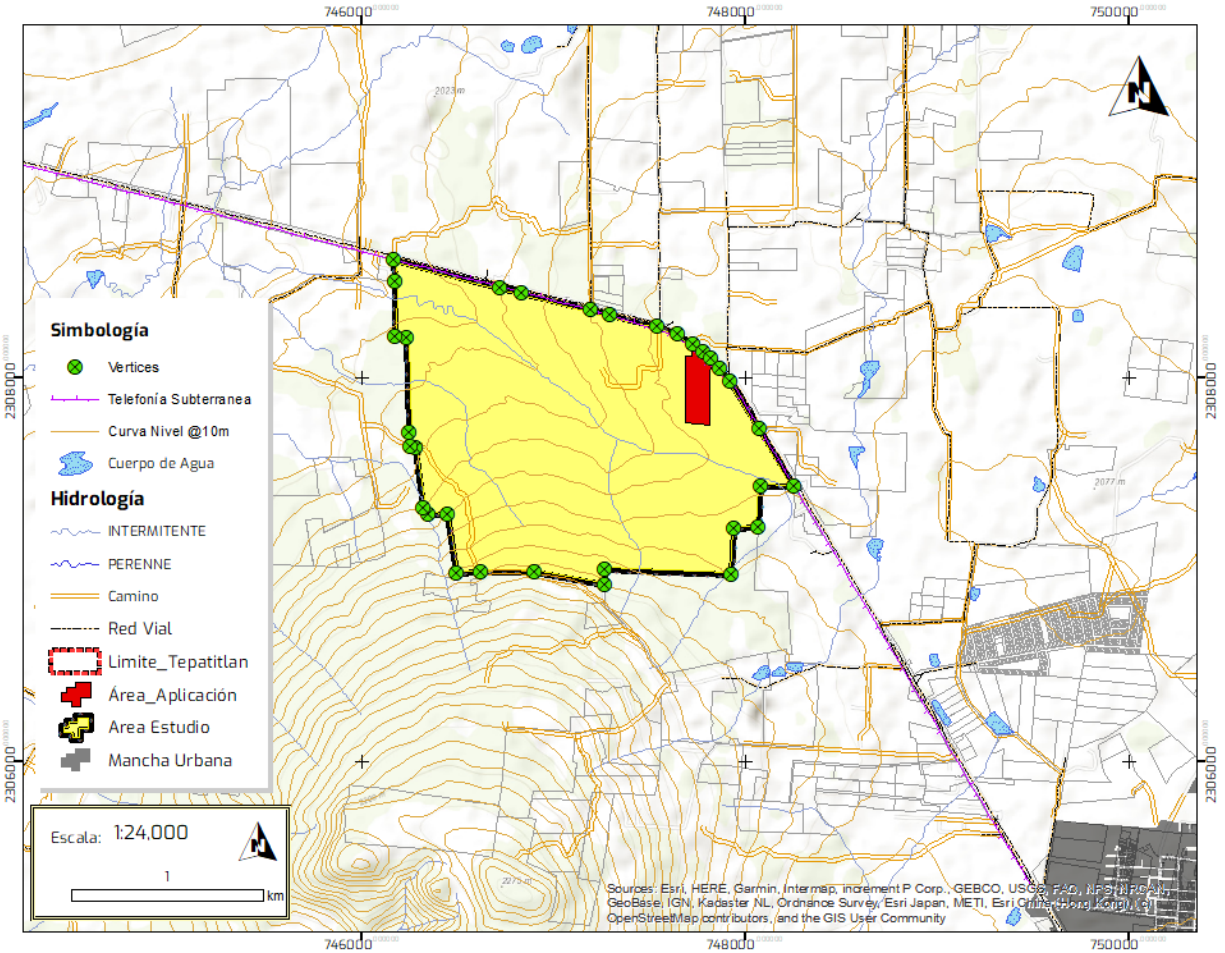 746000 748000 750000
2023 m
N
2308000
2308000
Simbología
Vertices
Telefonía Subterranea
Curva Nivel @10m
Cuerpo de Agua
Hidrología
INTERMITENTE
PERENNE
Camino
Red Vial
Limite_Tepatitlan
Área_Aplicación
Area Estudio
Mancha Urbana
2077 m
2306000
2306000
Escala: 1:24,000
N
1
km
2275 m
Sources: Esri, HERE, Garmin, Intermap, increment P Corp., GEBCO, USGS, FAO, NPS, NRCAN,
GeoBase, IGN, Kadaster NL, Ordnance Survey, Esri Japan, METI, Esri China (Hong Kong), (c)
OpenStreetMap contributors, and the GIS User Community
746000 748000 750000